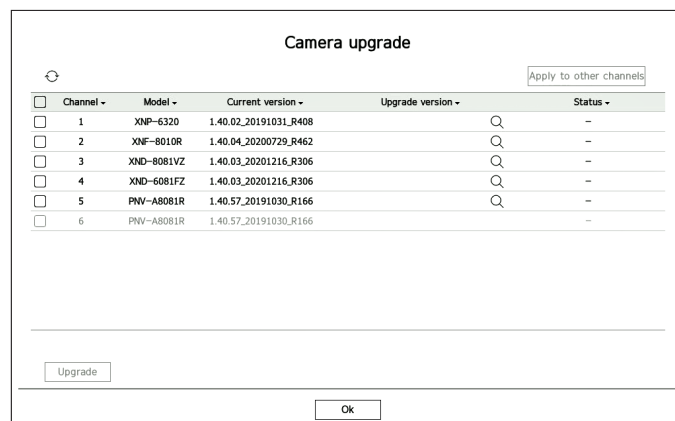 Camera upgrade
Apply to other channels
Channel Model Current version Upgrade version Status
1 XNP-6320 1.40.02_20191031_R408 –
2 XNF-8010R 1.40.04_20200729_R462 –
3 XND-8081VZ 1.40.03_20201216_R306 –
4 XND-6081FZ 1.40.03_20201216_R306 –
5 PNV-A8081R 1.40.57_20191030_R166 –
6 PNV-A8081R 1.40.57_20191030_R166 –
Upgrade
Ok